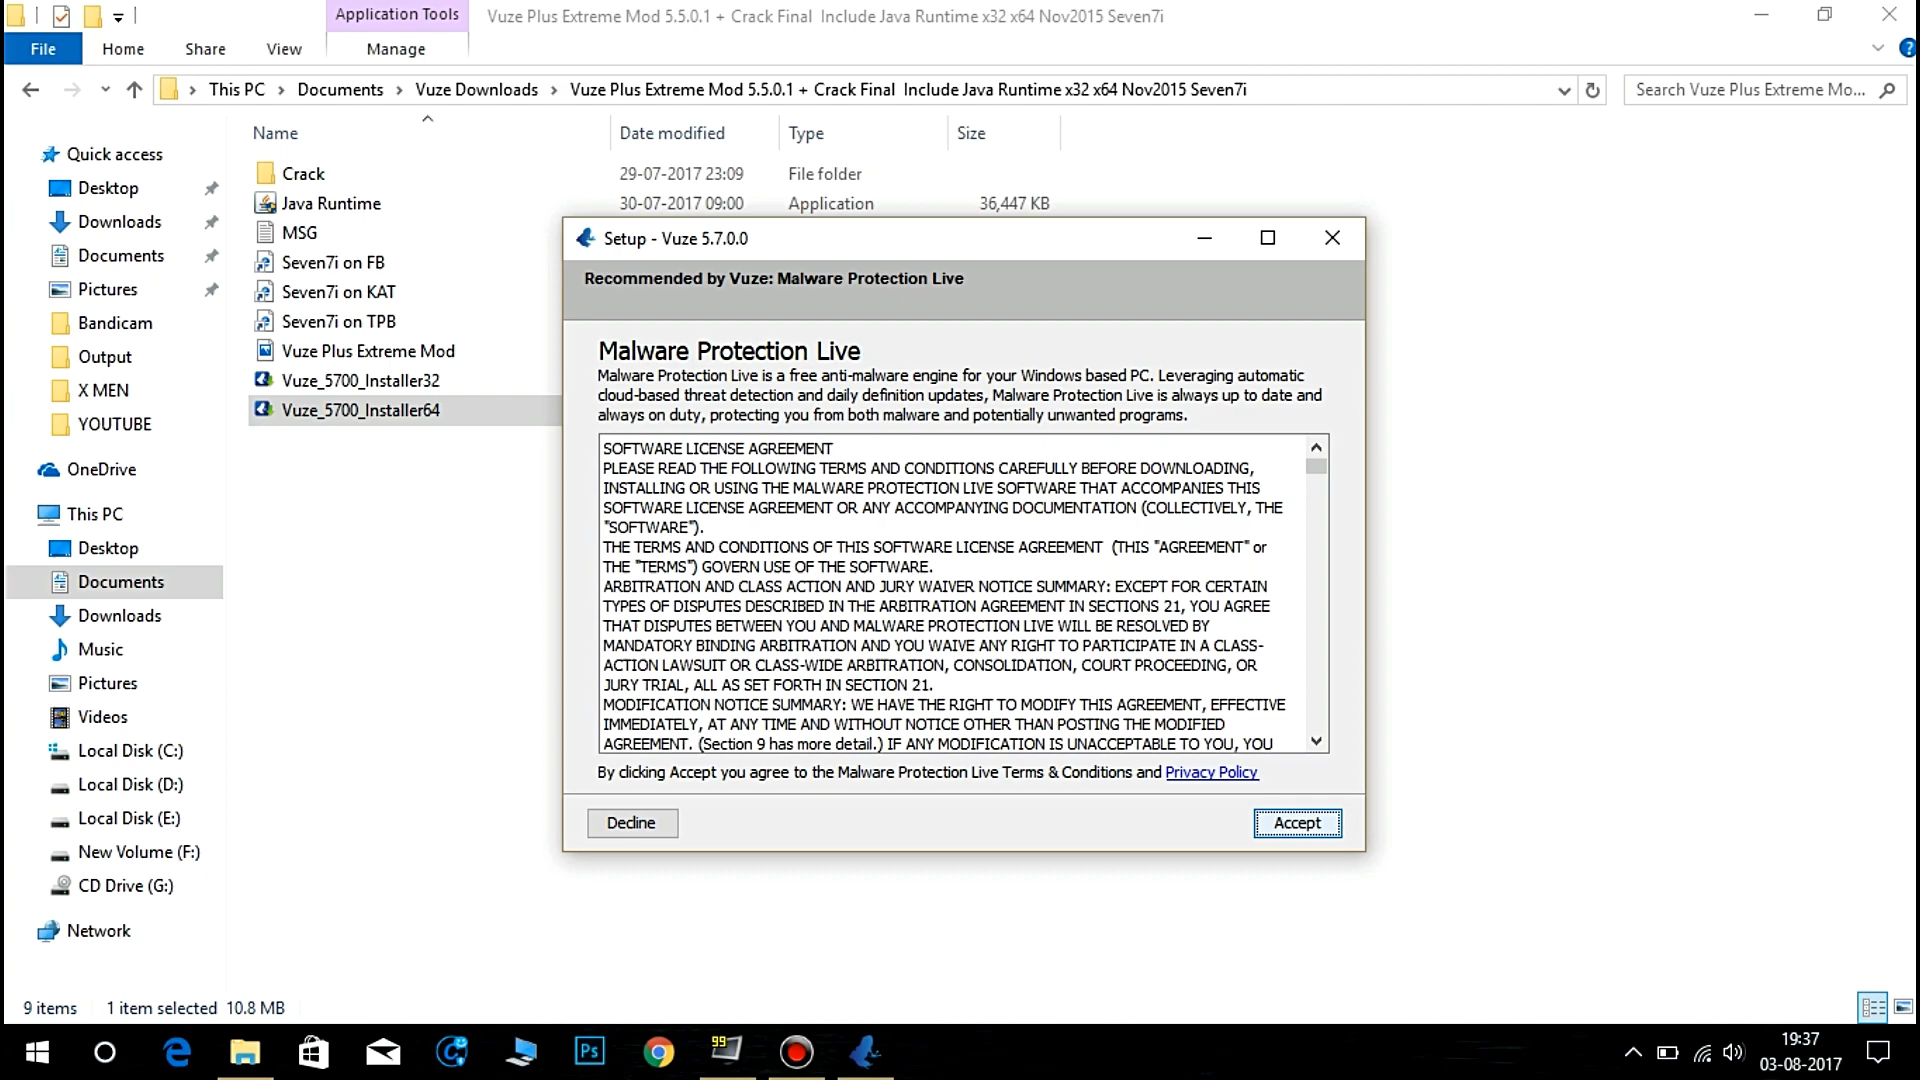 Application Tools
Vuze Plus Extreme Mod 5.5.0.1 + Crack Final  Include Java Runtime x32 x64 Nov2015 Seven7i
File
Home
Share
View
Manage
?
This PC
Documents
Vuze Downloads
Vuze Plus Extreme Mod 5.5.0.1 + Crack Final  Include Java Runtime x32 x64 Nov2015 Seven7i
Search Vuze Plus Extreme Mo...
Name
Date modified
Type
Size
Quick access
Desktop
Downloads
Documents
Pictures
Bandicam
Output
X MEN
YOUTUBE
OneDrive
This PC
Desktop
Documents
Downloads
Music
Pictures
Videos
Local Disk (C:)
Local Disk (D:)
Local Disk (E:)
New Volume (F:)
CD Drive (G:)
Network
Crack 29-07-2017 23:09 File folder
Java Runtime 30-07-2017 09:00 Application 36,447 KB
MSG
Seven7i on FB
Seven7i on KAT
Seven7i on TPB
Vuze Plus Extreme Mod
Vuze_5700_Installer32
Vuze_5700_Installer64
Setup - Vuze 5.7.0.0
Recommended by Vuze: Malware Protection Live
Malware Protection Live
Malware Protection Live is a free anti-malware engine for your Windows based PC. Leveraging automatic
cloud-based threat detection and daily definition updates, Malware Protection Live is always up to date and
always on duty, protecting you from both malware and potentially unwanted programs.
SOFTWARE LICENSE AGREEMENT
PLEASE READ THE FOLLOWING TERMS AND CONDITIONS CAREFULLY BEFORE DOWNLOADING,
INSTALLING OR USING THE MALWARE PROTECTION LIVE SOFTWARE THAT ACCOMPANIES THIS
SOFTWARE LICENSE AGREEMENT OR ANY ACCOMPANYING DOCUMENTATION (COLLECTIVELY, THE
"SOFTWARE").
THE TERMS AND CONDITIONS OF THIS SOFTWARE LICENSE AGREEMENT  (THIS "AGREEMENT" or
THE "TERMS") GOVERN USE OF THE SOFTWARE.
ARBITRATION AND CLASS ACTION AND JURY WAIVER NOTICE SUMMARY: EXCEPT FOR CERTAIN
TYPES OF DISPUTES DESCRIBED IN THE ARBITRATION AGREEMENT IN SECTIONS 21, YOU AGREE
THAT DISPUTES BETWEEN YOU AND MALWARE PROTECTION LIVE WILL BE RESOLVED BY
MANDATORY BINDING ARBITRATION AND YOU WAIVE ANY RIGHT TO PARTICIPATE IN A CLASS-
ACTION LAWSUIT OR CLASS-WIDE ARBITRATION, CONSOLIDATION, COURT PROCEEDING, OR
JURY TRIAL, ALL AS SET FORTH IN SECTION 21.
MODIFICATION NOTICE SUMMARY: WE HAVE THE RIGHT TO MODIFY THIS AGREEMENT, EFFECTIVE
IMMEDIATELY, AT ANY TIME AND WITHOUT NOTICE OTHER THAN POSTING THE MODIFIED
AGREEMENT. (Section 9 has more detail.) IF ANY MODIFICATION IS UNACCEPTABLE TO YOU, YOU
By clicking Accept you agree to the Malware Protection Live Terms & Conditions and Privacy Policy
Decline
Accept
9 items
1 item selected  10.8 MB
Ps
99
19:37
03-08-2017